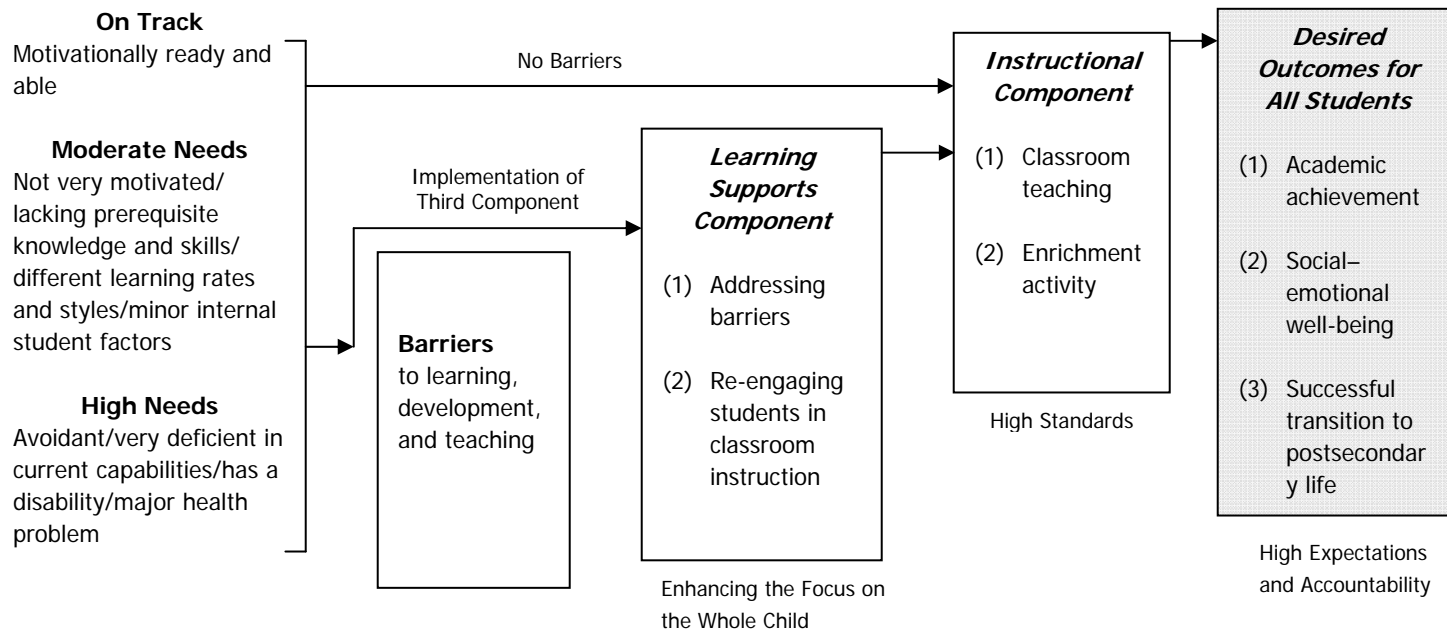 On Track
Motivationally ready and
able
Moderate Needs
Not very motivated/
lacking prerequisite
knowledge and skills/
different learning rates
and styles/minor internal
student factors
High Needs
Avoidant/very deficient in
current capabilities/has a
disability/major health
problem
No Barriers
Implementation of
Third Component
Barriers
to learning,
development,
and teaching
Learning
Supports
Component
(1) Addressing
barriers
(2) Re-engaging
students in
classroom
instruction
Enhancing the Focus on
the Whole Child
Instructional
Component
(1) Classroom
teaching
(2) Enrichment
activity
High Standards
Desired
Outcomes for
All Students
(1) Academic
achievement
(2) Social–
emotional
well-being
(3) Successful
transition to
postsecondar
y life
High Expectations
and Accountability